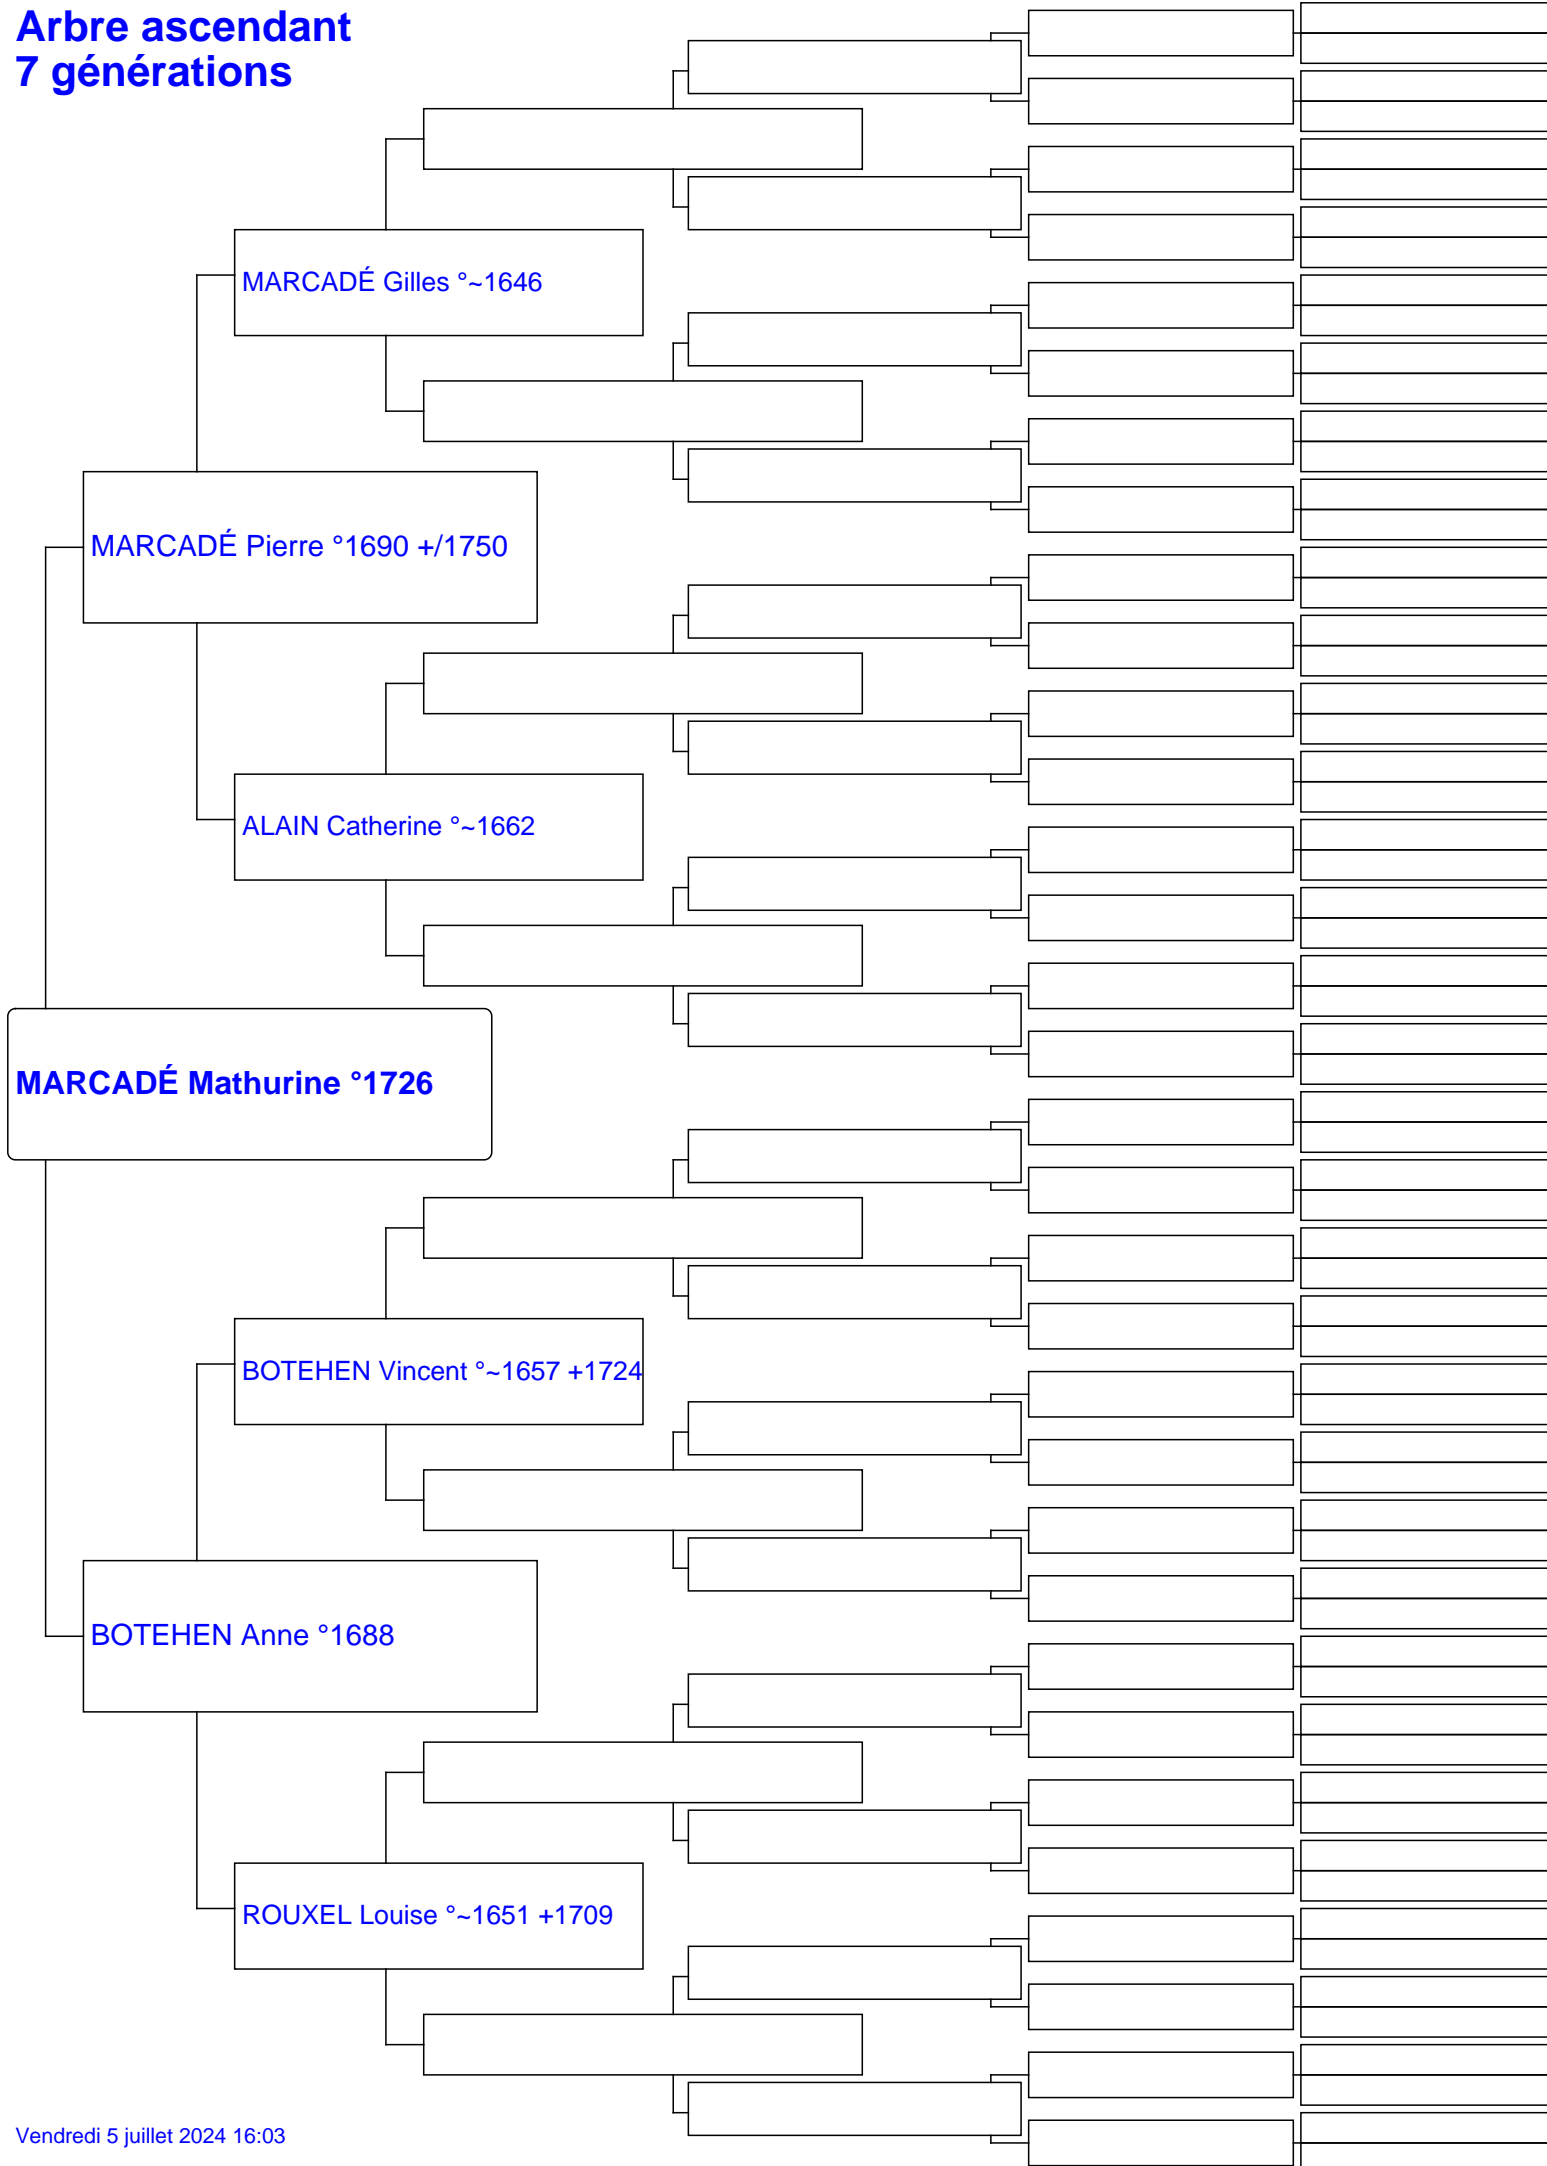 Arbre ascendant
7 générations
MARCADÉ Gilles °~1646
MARCADÉ Pierre °1690 +/1750
ALAIN Catherine °~1662
MARCADÉ Mathurine °1726
BOTEHEN Vincent °~1657 +1724
BOTEHEN Anne °1688
ROUXEL Louise °~1651 +1709
Vendredi 5 juillet 2024 16:03